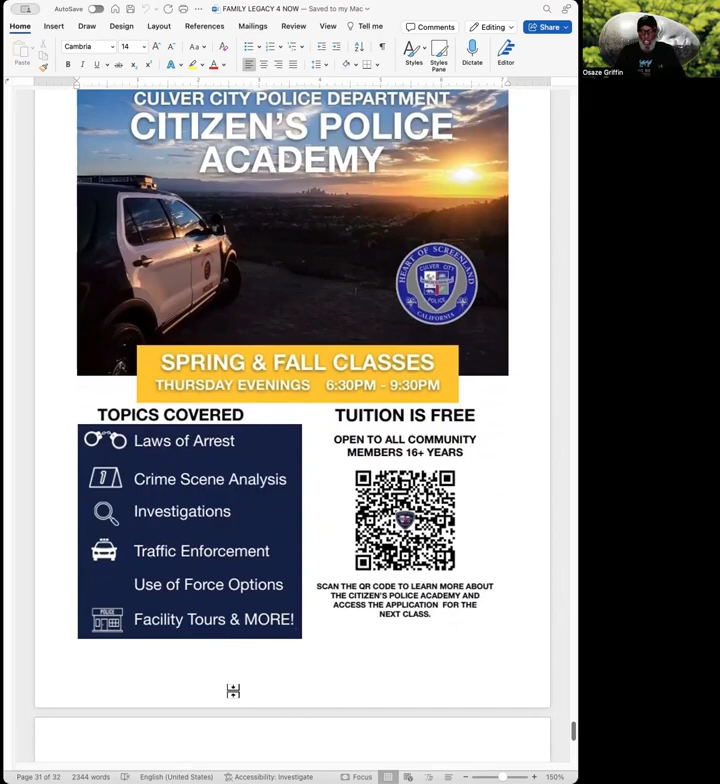 AutoSave
FAMILY LEGACY 4 NOW — Saved to my Mac
Home Insert Draw Design Layout References Mailings Review View Tell me
Comments Editing Share
Paste
Cambria 14
Styles Styles Pane Dictate Editor
Osaze Griffin
CULVER CITY POLICE DEPARTMENT
CITIZEN'S POLICE
ACADEMY
HEART OF SCREENLAND
CULVER CITY
POLICE
CALIFORNIA
SPRING & FALL CLASSES
THURSDAY EVENINGS 6:30PM - 9:30PM
TOPICS COVERED
Laws of Arrest
Crime Scene Analysis
Investigations
Traffic Enforcement
Use of Force Options
POLICE
Facility Tours & MORE!
TUITION IS FREE
OPEN TO ALL COMMUNITY
MEMBERS 16+ YEARS
SCAN THE QR CODE TO LEARN MORE ABOUT
THE CITIZEN'S POLICE ACADEMY AND
ACCESS THE APPLICATION FOR THE
NEXT CLASS.
Page 31 of 32 2344 words English (United States) Accessibility: Investigate Focus 150%